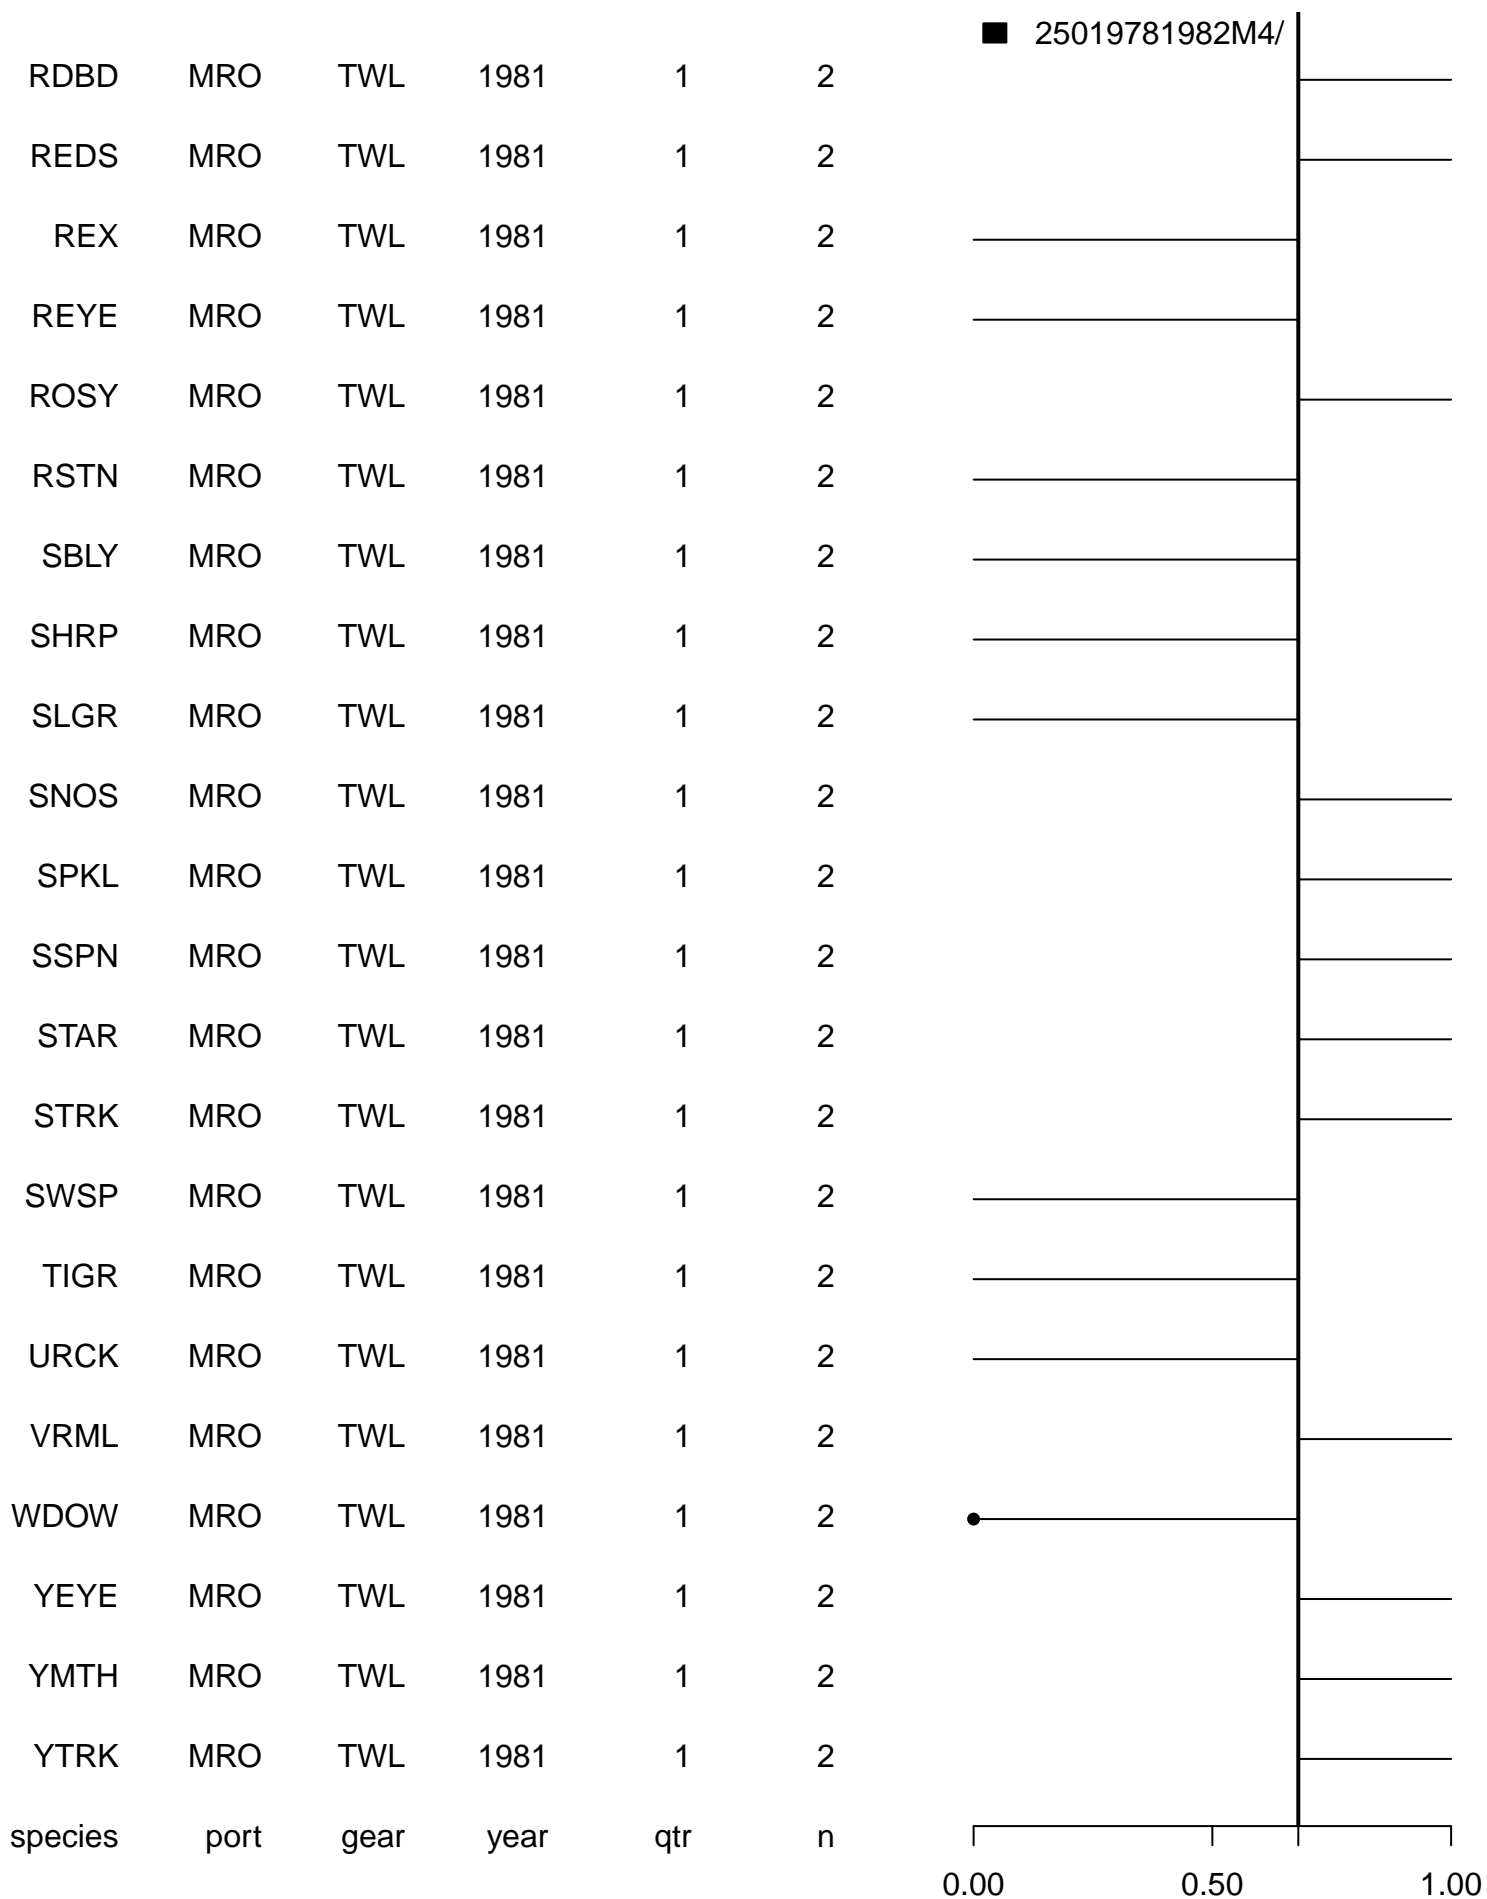 25019781982M4/
RDBD MRO TWL 1981 1 2
REDS MRO TWL 1981 1 2
REX MRO TWL 1981 1 2
REYE MRO TWL 1981 1 2
ROSY MRO TWL 1981 1 2
RSTN MRO TWL 1981 1 2
SBLY MRO TWL 1981 1 2
SHRP MRO TWL 1981 1 2
SLGR MRO TWL 1981 1 2
SNOS MRO TWL 1981 1 2
SPKL MRO TWL 1981 1 2
SSPN MRO TWL 1981 1 2
STAR MRO TWL 1981 1 2
STRK MRO TWL 1981 1 2
SWSP MRO TWL 1981 1 2
TIGR MRO TWL 1981 1 2
URCK MRO TWL 1981 1 2
VRML MRO TWL 1981 1 2
WDOW MRO TWL 1981 1 2
YEYE MRO TWL 1981 1 2
YMTH MRO TWL 1981 1 2
YTRK MRO TWL 1981 1 2
species port gear year qtr n
0.00 0.50 1.00